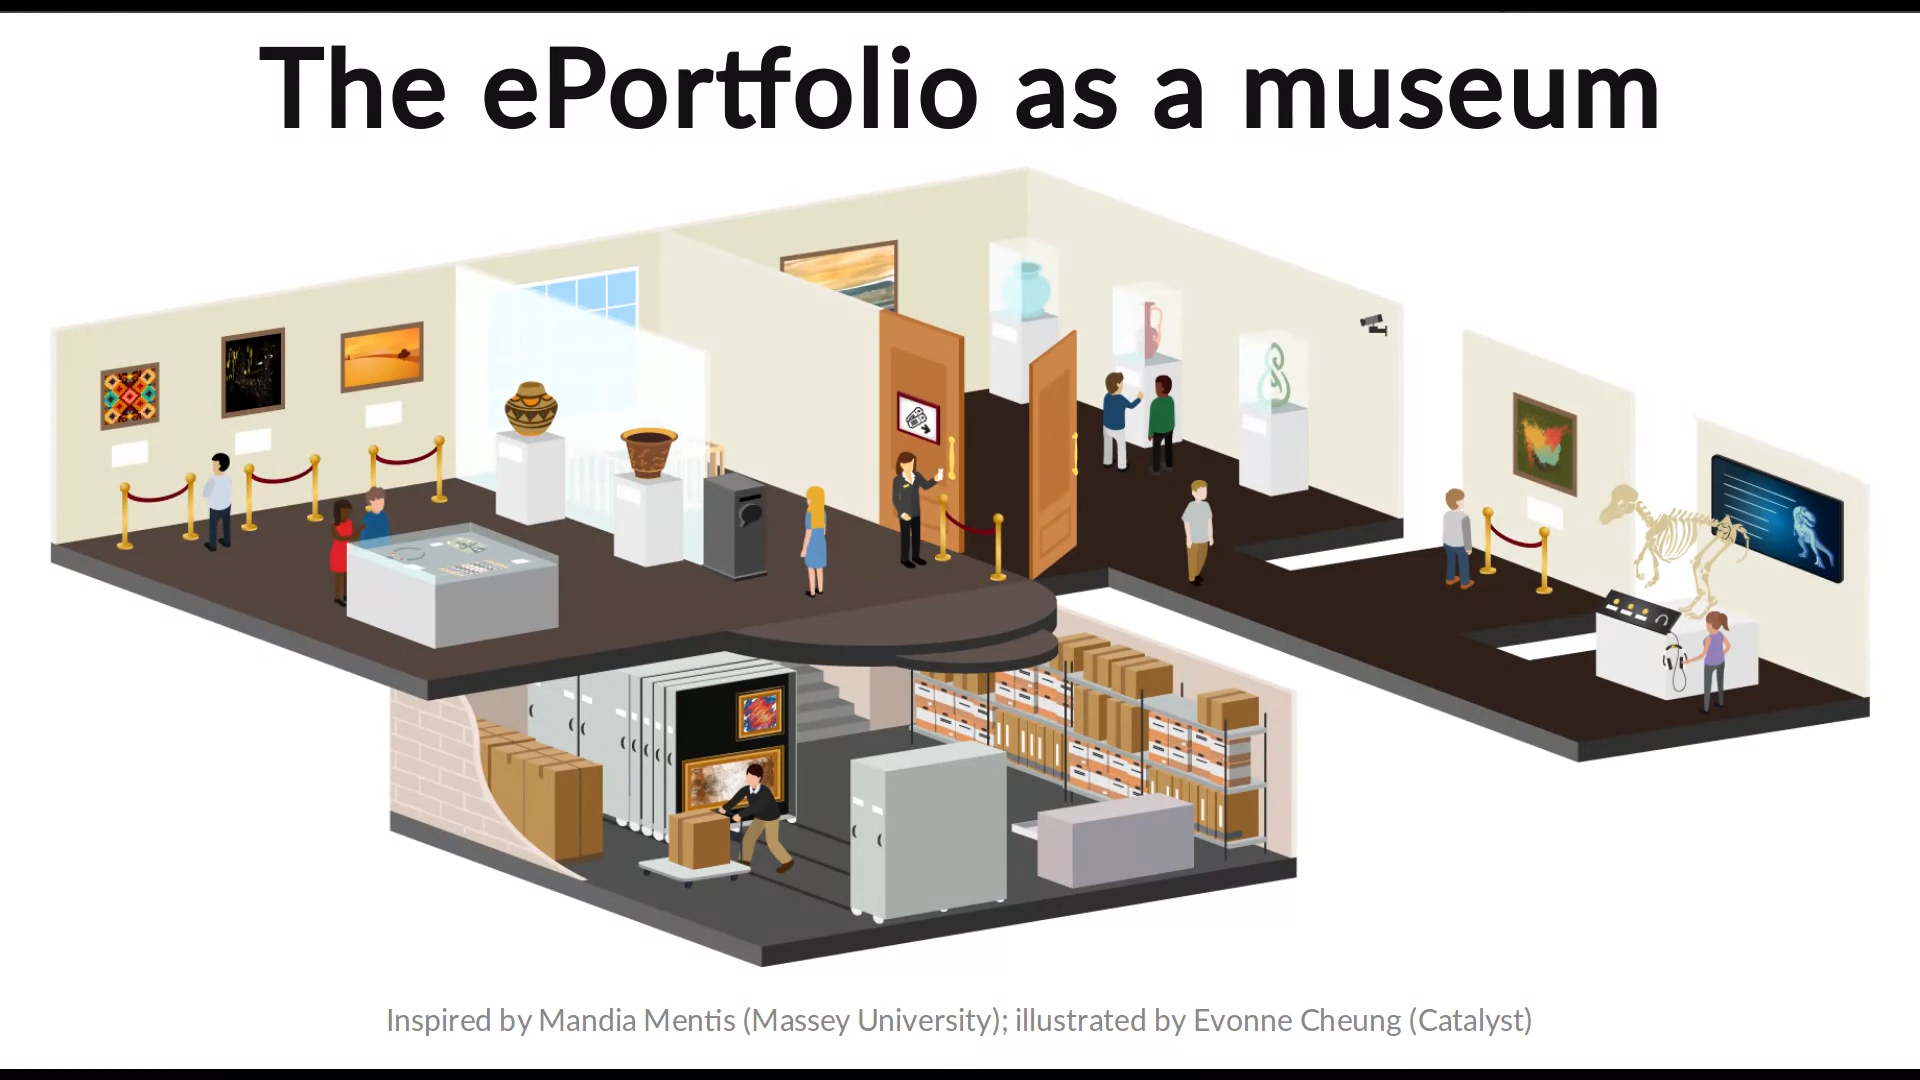 The ePortfolio as a museum
Inspired by Mandia Mentis (Massey University); illustrated by Evonne Cheung (Catalyst)